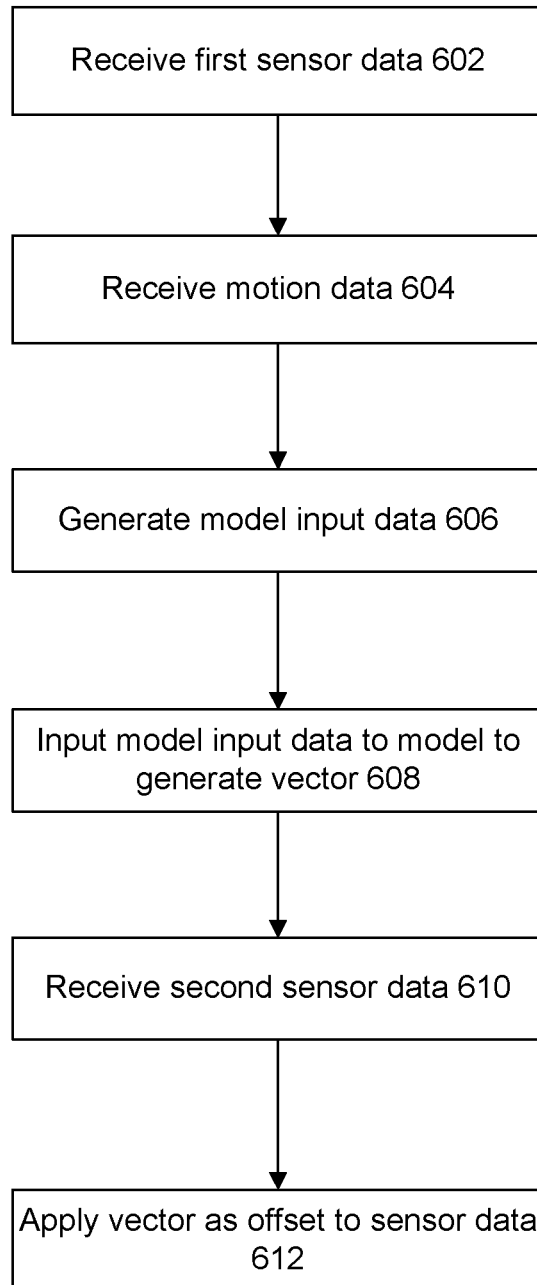 Receive first sensor data 602
Receive motion data 604
Generate model input data 606
Input model input data to model to
generate vector 608
Receive second sensor data 610
Apply vector as offset to sensor data
612